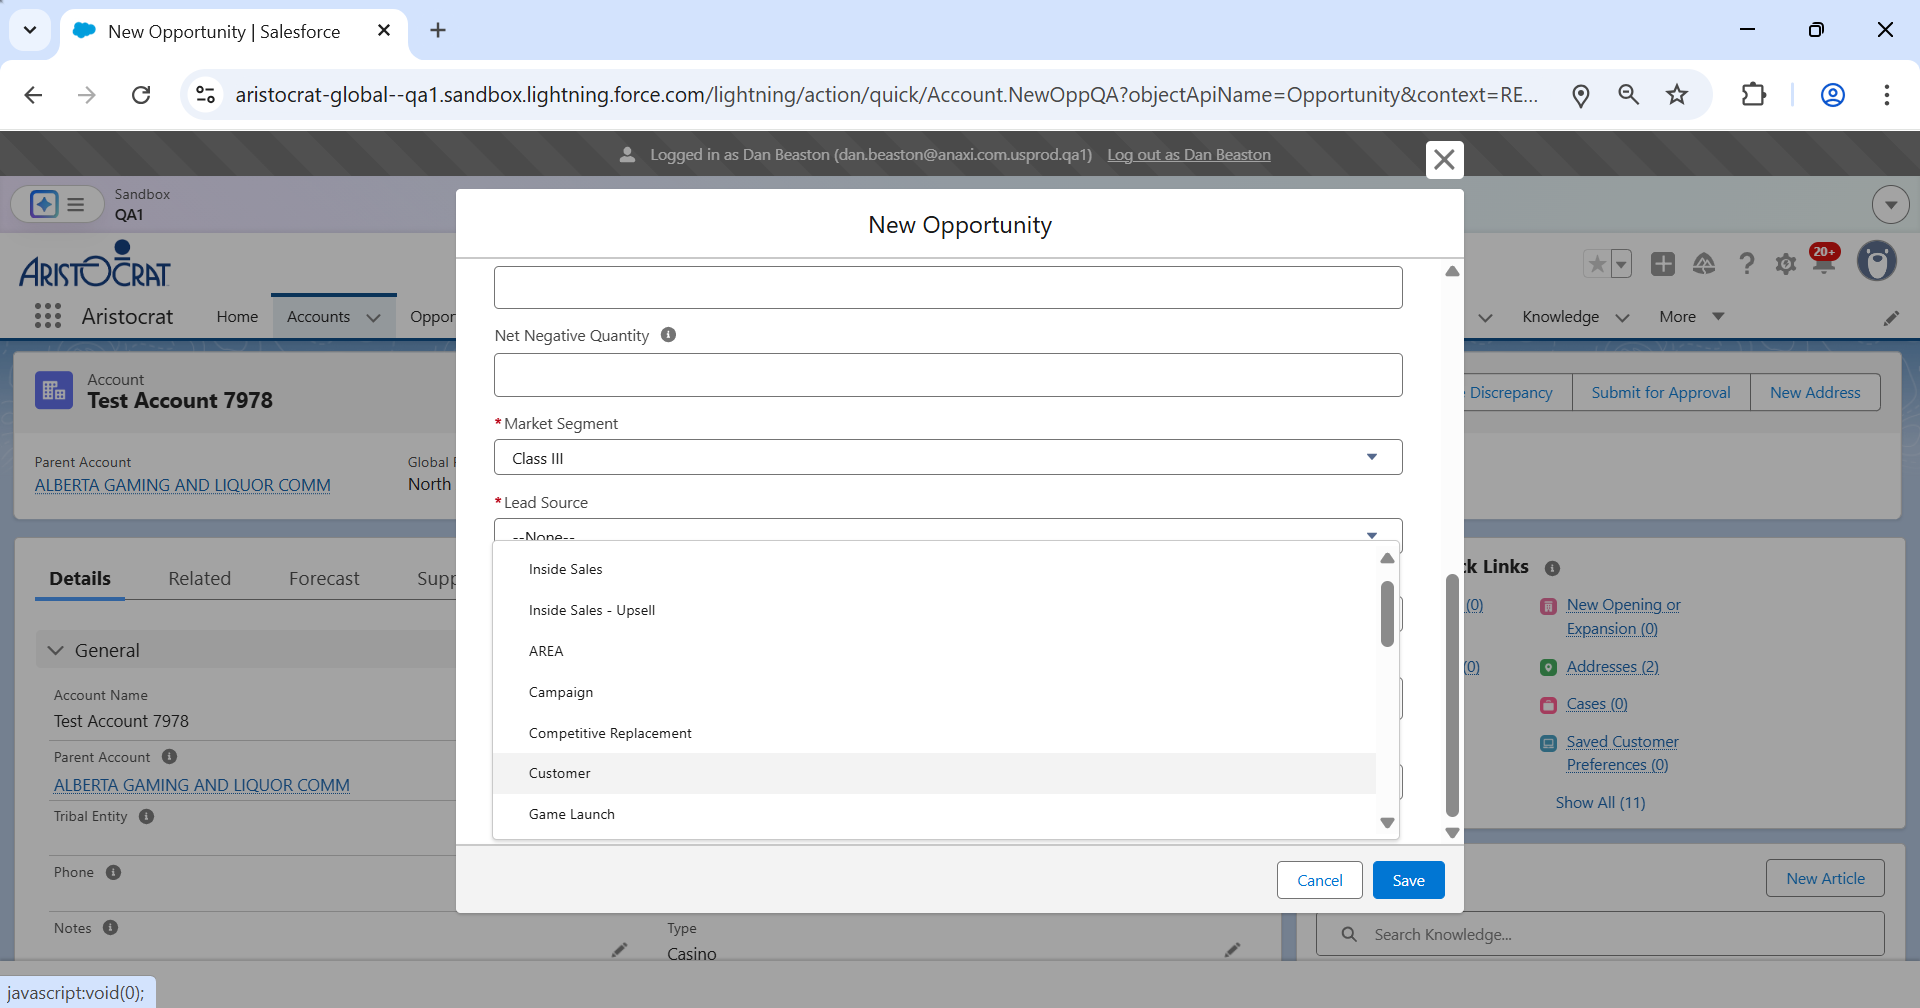 New Opportunity | Salesforce
aristocrat-global--qa1.sandbox.lightning.force.com/lightning/action/quick/Account.NewOppQA?objectApiName=Opportunity&context=RE...
Logged in as Dan Beaston (dan.beaston@anaxi.com.usprod.qa1) Log out as Dan Beaston
Sandbox
QA1
New Opportunity
ARISTOCRAT
20+
Aristocrat
Home
Accounts
Oppor
Knowledge
More
Net Negative Quantity
Account
Test Account 7978
Discrepancy
Submit for Approval
New Address
* Market Segment
Class III
Parent Account
ALBERTA GAMING AND LIQUOR COMM
Global
North
* Lead Source
--None--
Inside Sales
Inside Sales - Upsell
AREA
Campaign
Competitive Replacement
Customer
Game Launch
Details
Related
Forecast
Supp
k Links
(0)
New Opening or
Expansion (0)
(0)
Addresses (2)
Cases (0)
Saved Customer
Preferences (0)
Show All (11)
General
Account Name
Test Account 7978
Parent Account
ALBERTA GAMING AND LIQUOR COMM
Tribal Entity
Phone
Notes
Type
Casino
Cancel
Save
New Article
Search Knowledge...
javascript:void(0);